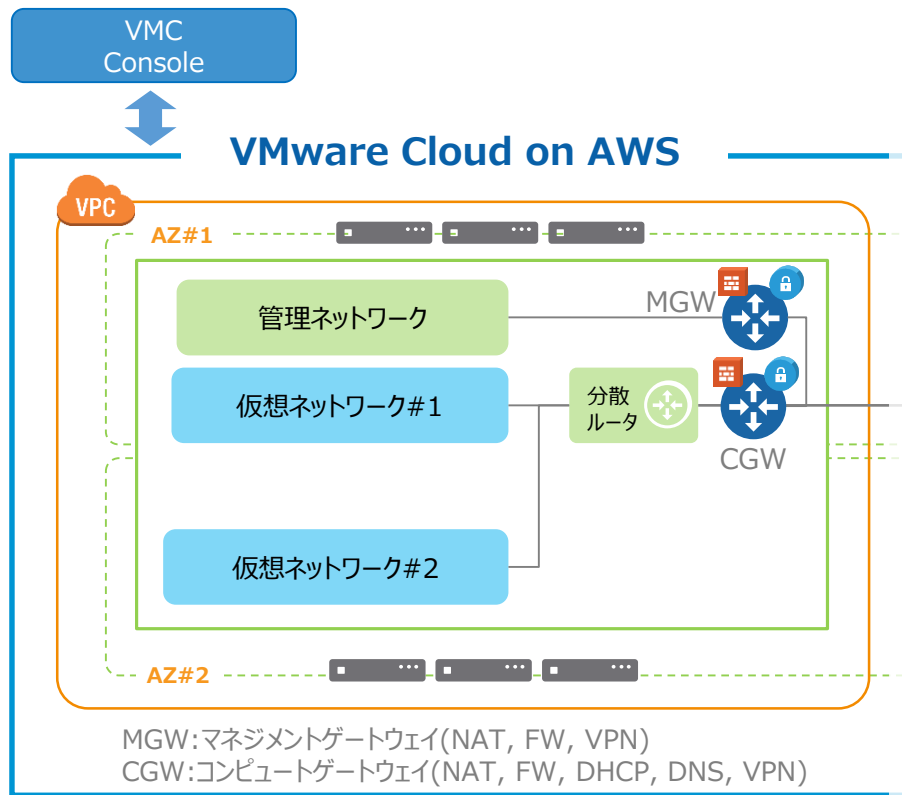 VMC
Console
VMware Cloud on AWS
VPC
AZ#1
管理ネットワーク
MGW
仮想ネットワーク#1
分散
ルータ
CGW
仮想ネットワーク#2
AZ#2
MGW:マネジメントゲートウェイ(NAT, FW, VPN)
CGW:コンピュートゲートウェイ(NAT, FW, DHCP, DNS, VPN)